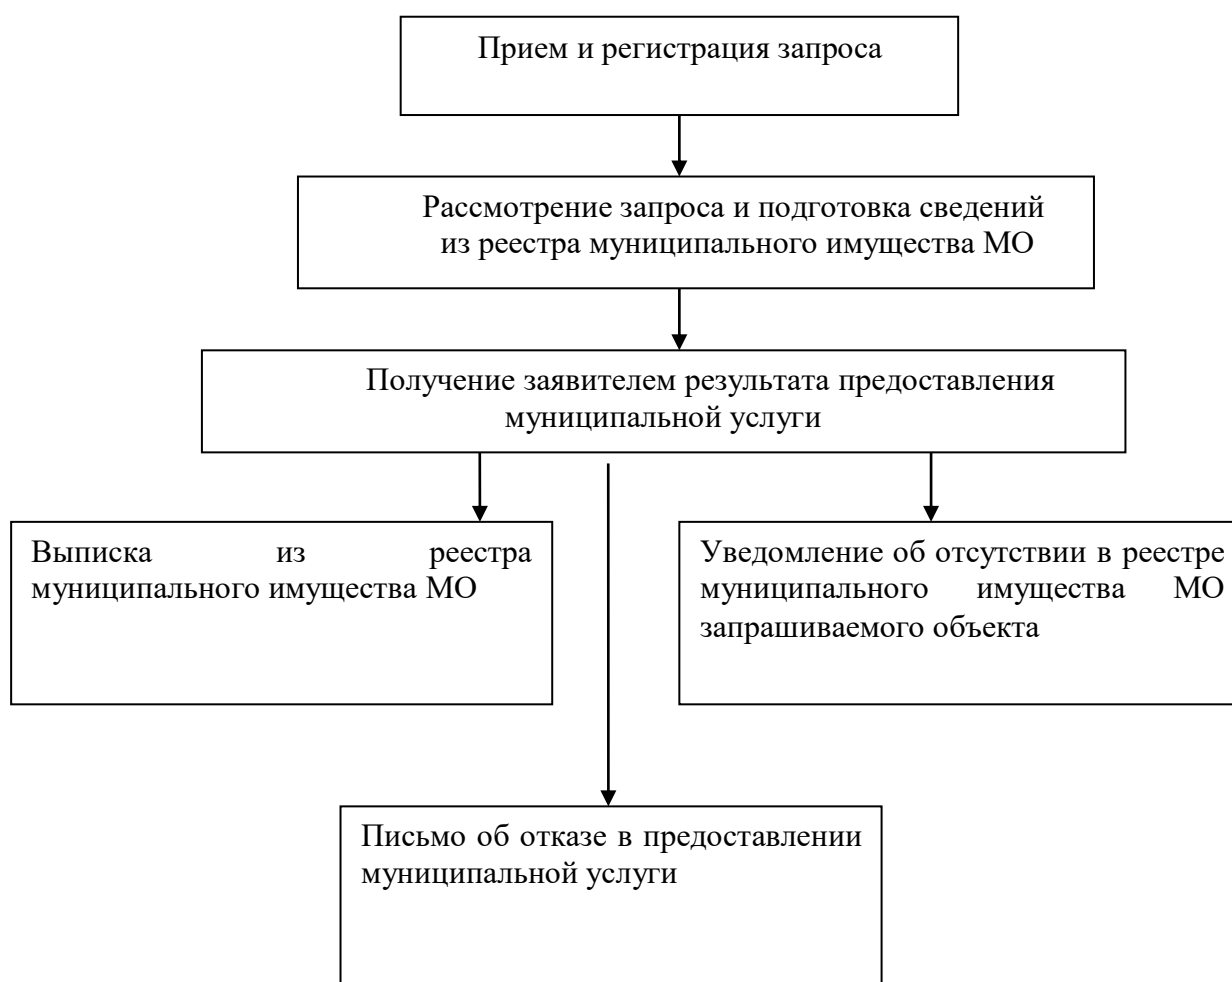 Прием и регистрация запроса
Рассмотрение запроса и подготовка сведений
из реестра муниципального имущества МО
Получение заявителем результата предоставления
муниципальной услуги
Выписка из реестра
муниципального имущества МО
Уведомление об отсутствии в реестре
муниципального имущества МО
запрашиваемого объекта
Письмо об отказе в предоставлении
муниципальной услуги